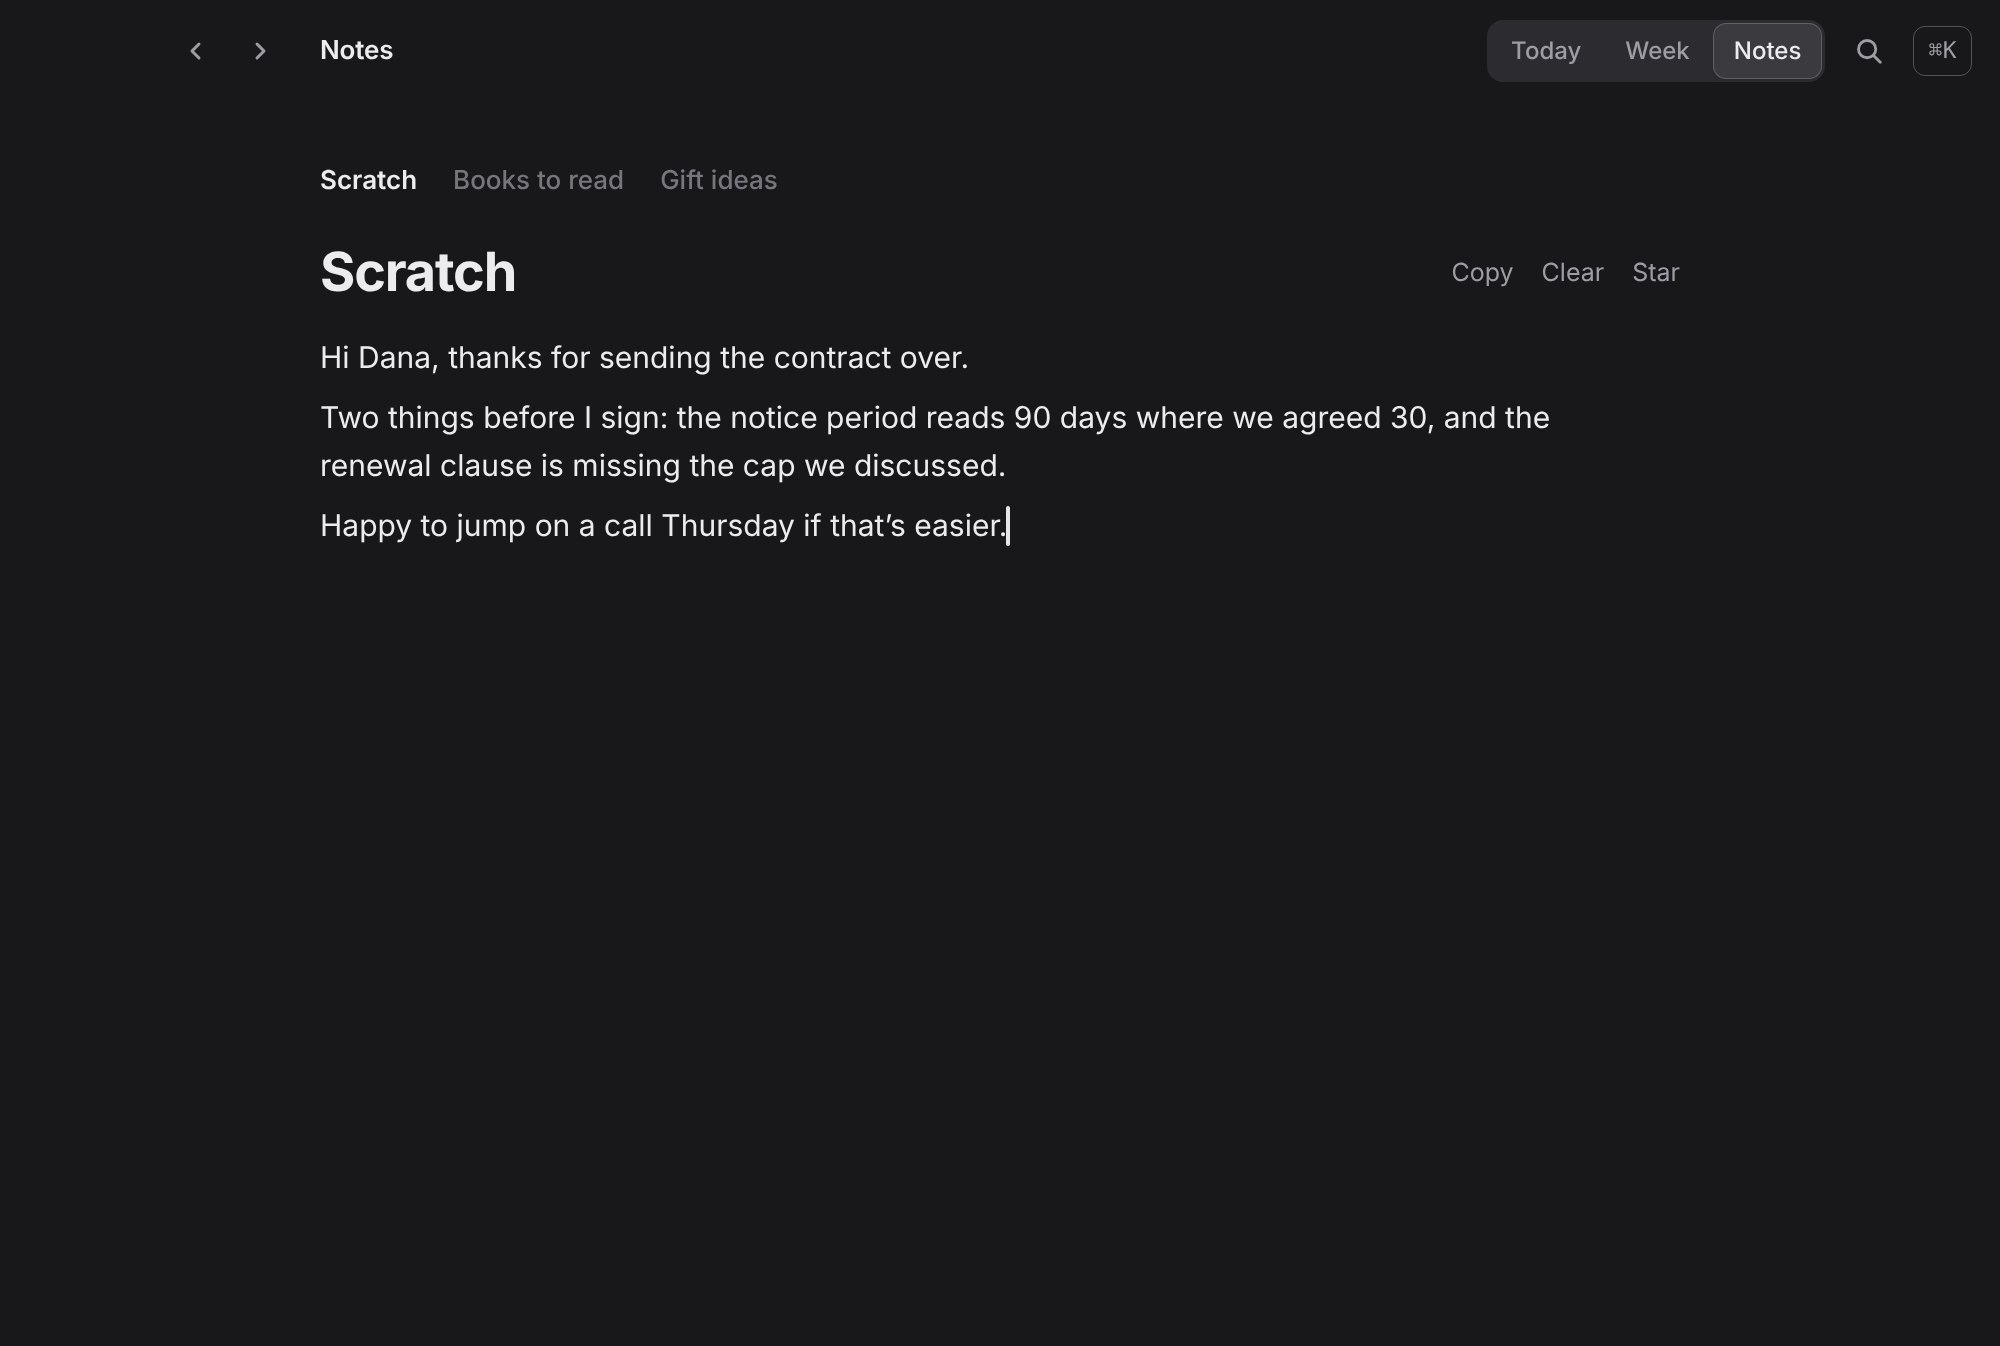 Notes
Today Week Notes ⌘K
Scratch Books to read Gift ideas
Scratch
Copy Clear Star
Hi Dana, thanks for sending the contract over.
Two things before I sign: the notice period reads 90 days where we agreed 30, and the
renewal clause is missing the cap we discussed.
Happy to jump on a call Thursday if that’s easier.